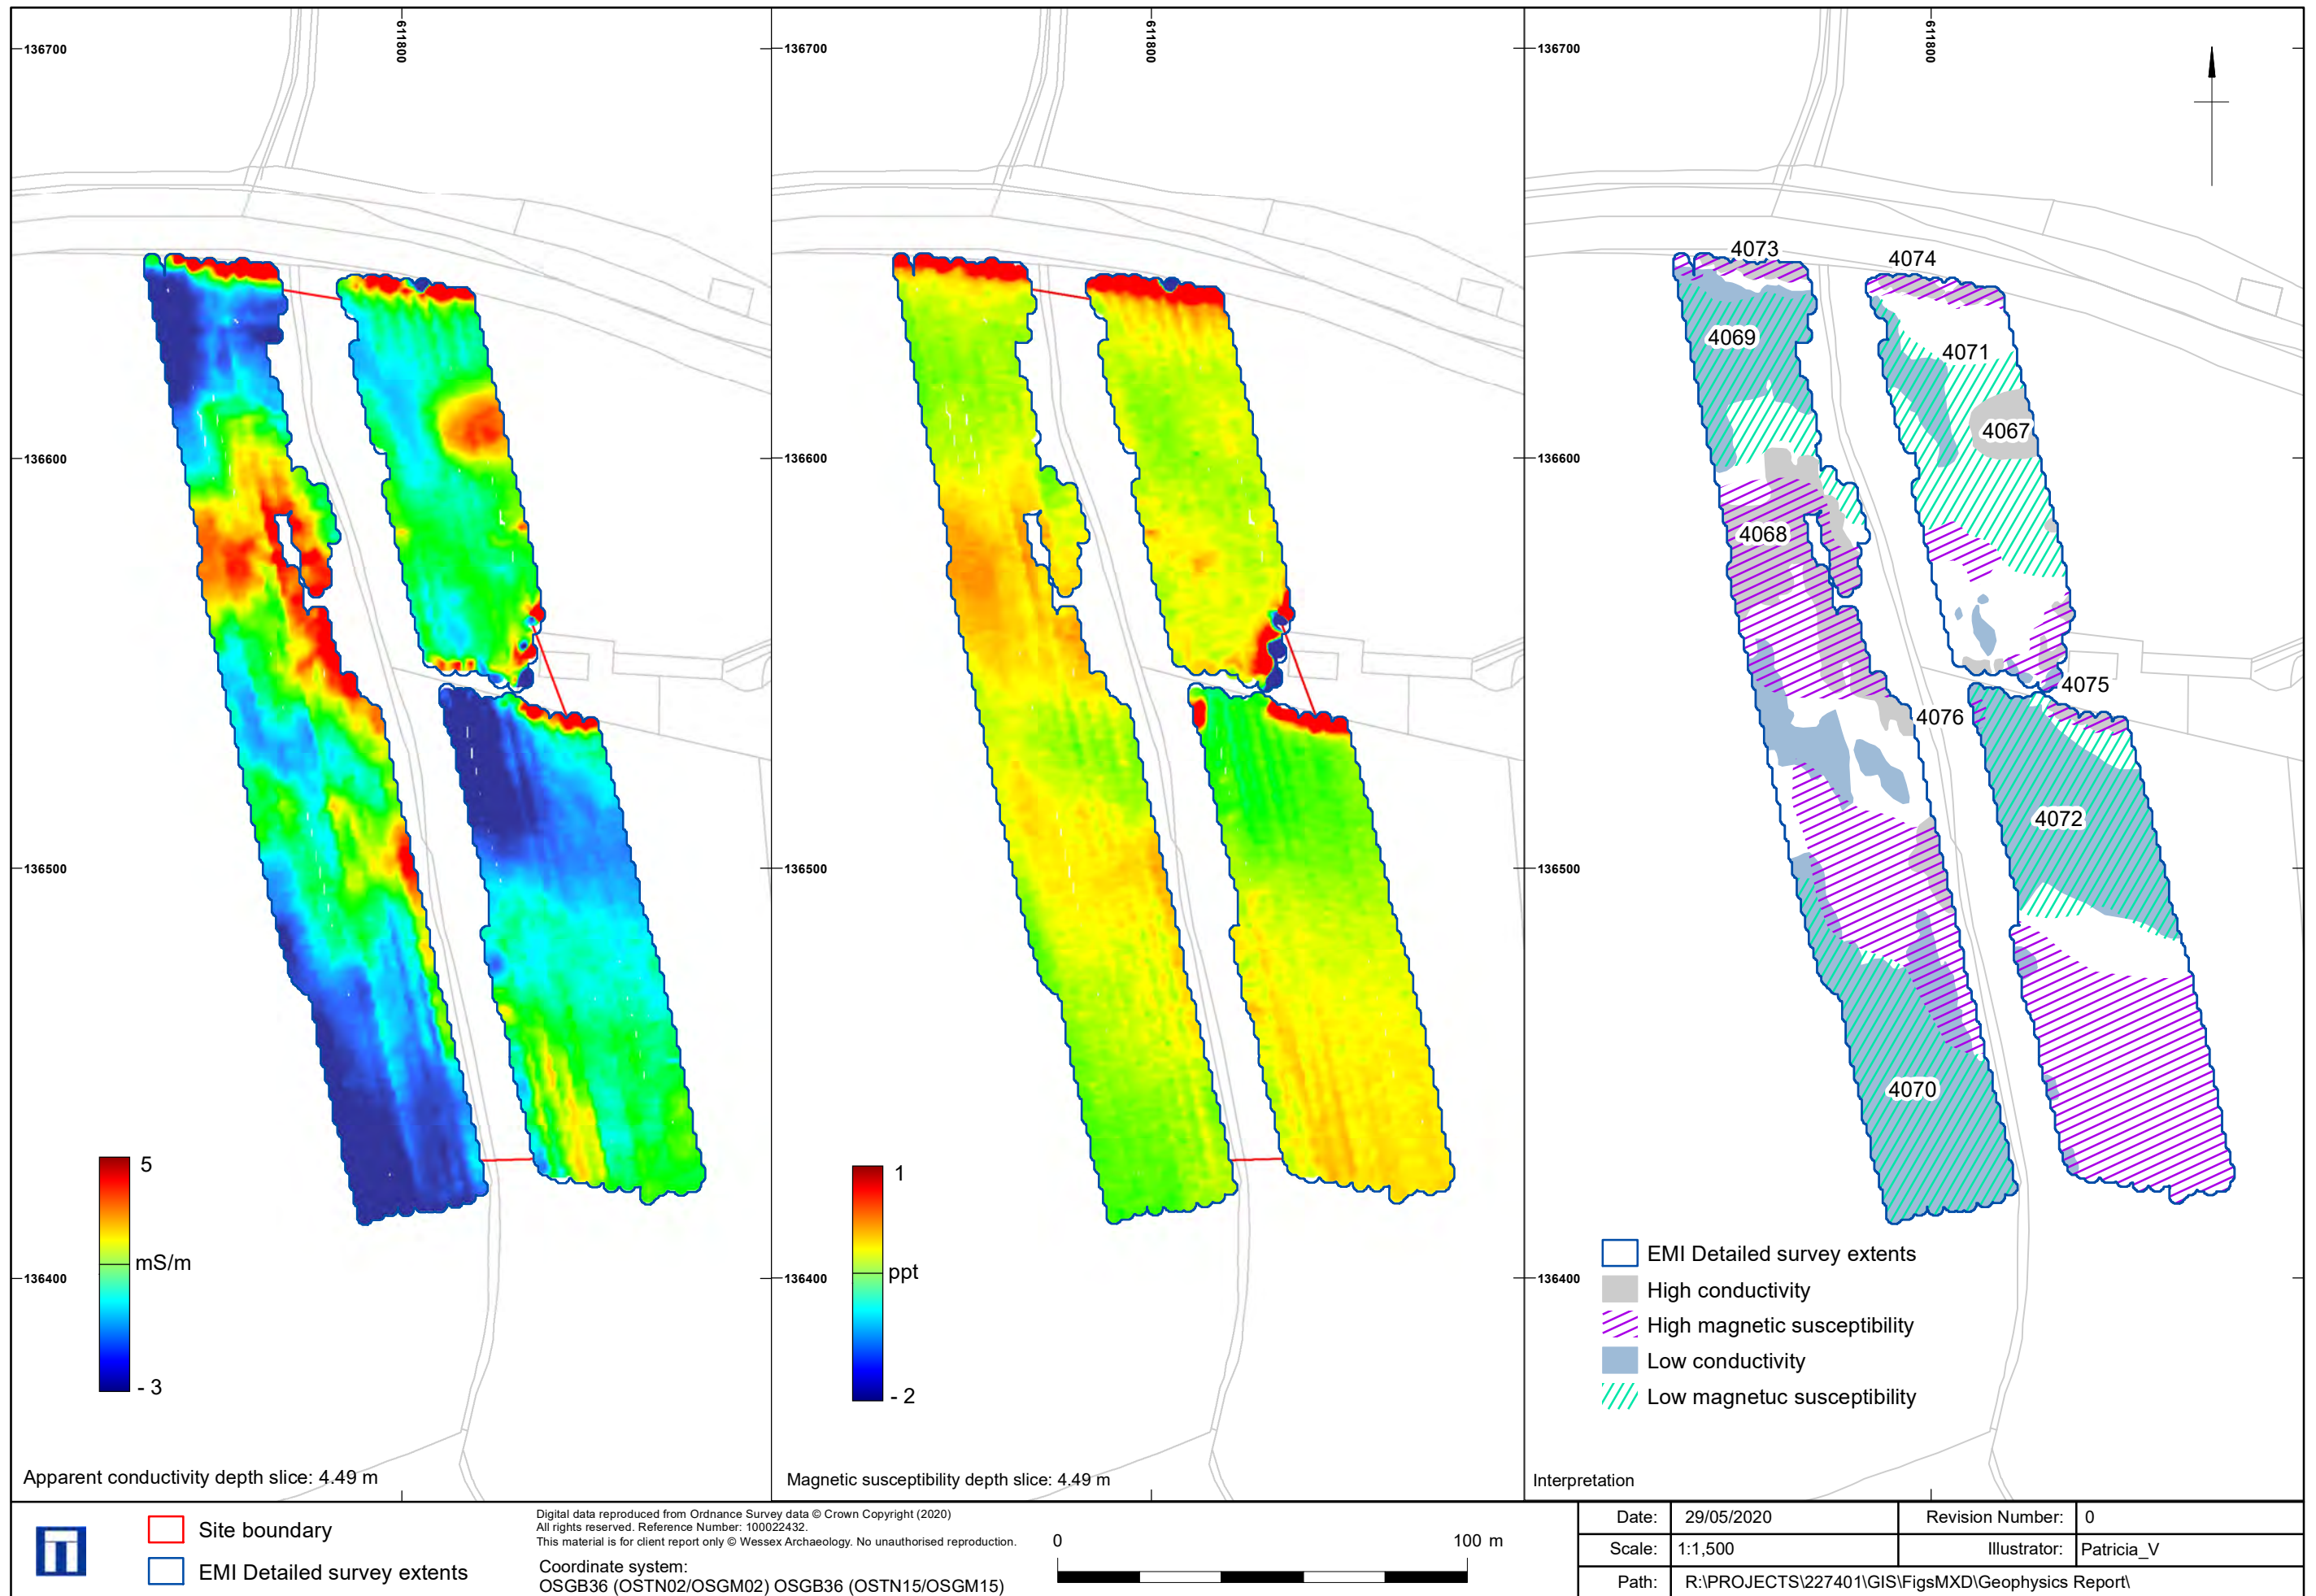 611800
611800
611800
136700
136700
136700
4073
4074
4069
4071
4067
136600
136600
136600
4068
4075
4076
4072
136500
136500
136500
4070
5
mS/m
- 3
1
ppt
- 2
136400
136400
136400
EMI Detailed survey extents
High conductivity
High magnetic susceptibility
Low conductivity
Low magnetuc susceptibility
Apparent conductivity depth slice: 4.49 m
Magnetic susceptibility depth slice: 4.49 m
Interpretation
Site boundary
EMI Detailed survey extents
Digital data reproduced from Ordnance Survey data © Crown Copyright (2020)
All rights reserved. Reference Number: 100022432.
This material is for client report only © Wessex Archaeology. No unauthorised reproduction.
Coordinate system:
OSGB36 (OSTN02/OSGM02) OSGB36 (OSTN15/OSGM15)
0 100 m
Date: 29/05/2020 Revision Number: 0
Scale: 1:1,500 Illustrator: Patricia_V
Path: R:\PROJECTS\227401\GIS\FigsMXD\Geophysics Report\